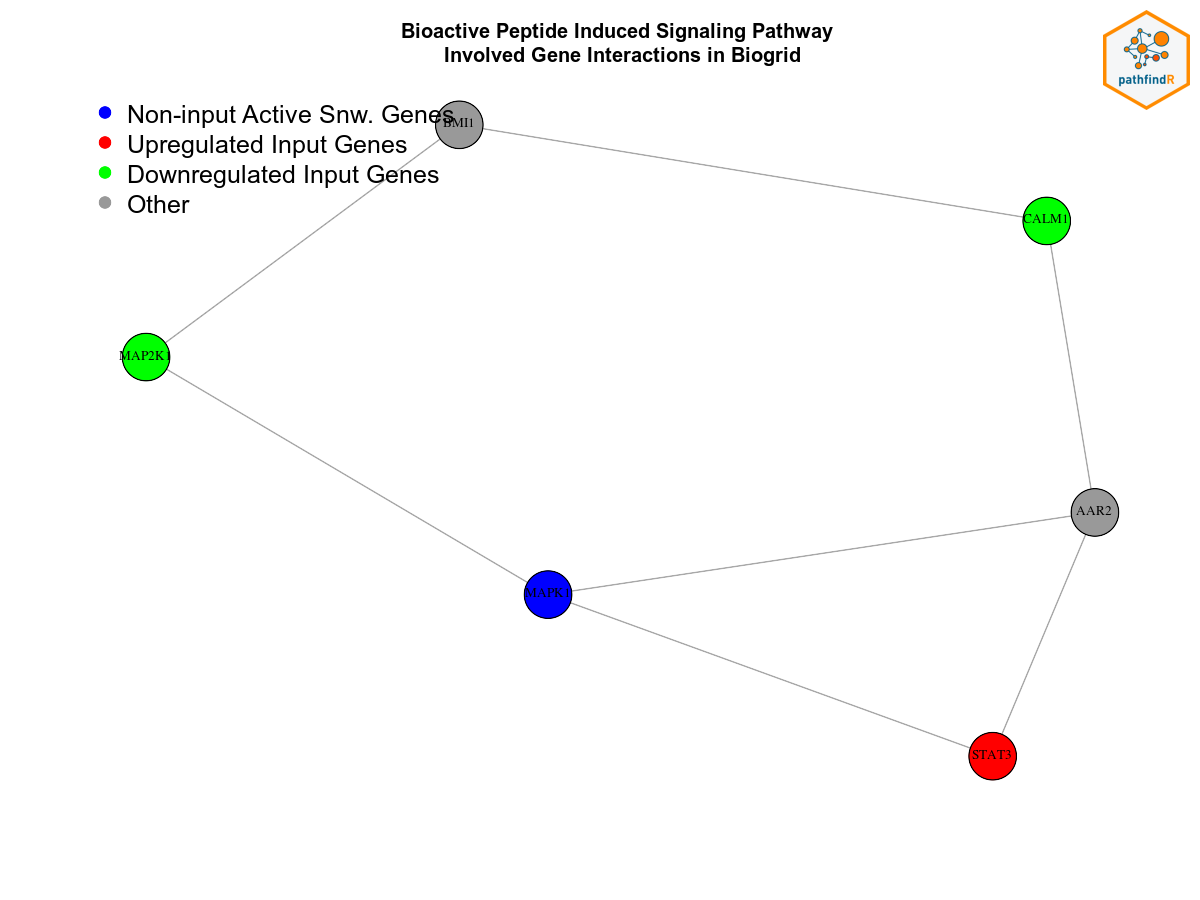 Bioactive Peptide Induced Signaling Pathway
Involved Gene Interactions in Biogrid
pathfindR
Non-input Active Snw. Genes
Upregulated Input Genes
Downregulated Input Genes
Other
BMI1
CALM1
MAP2K1
AAR2
MAPK1
STAT3